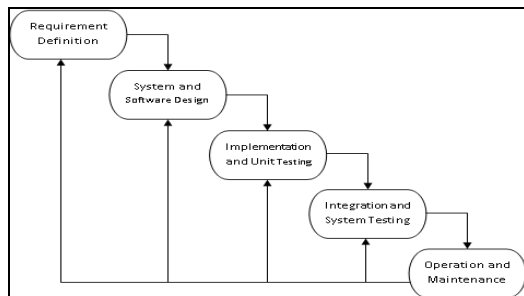 Requirement
Definition
System and
Software Design
Implementation
and Unit Testing
Integration and
System Testing
Operation and
Maintenance